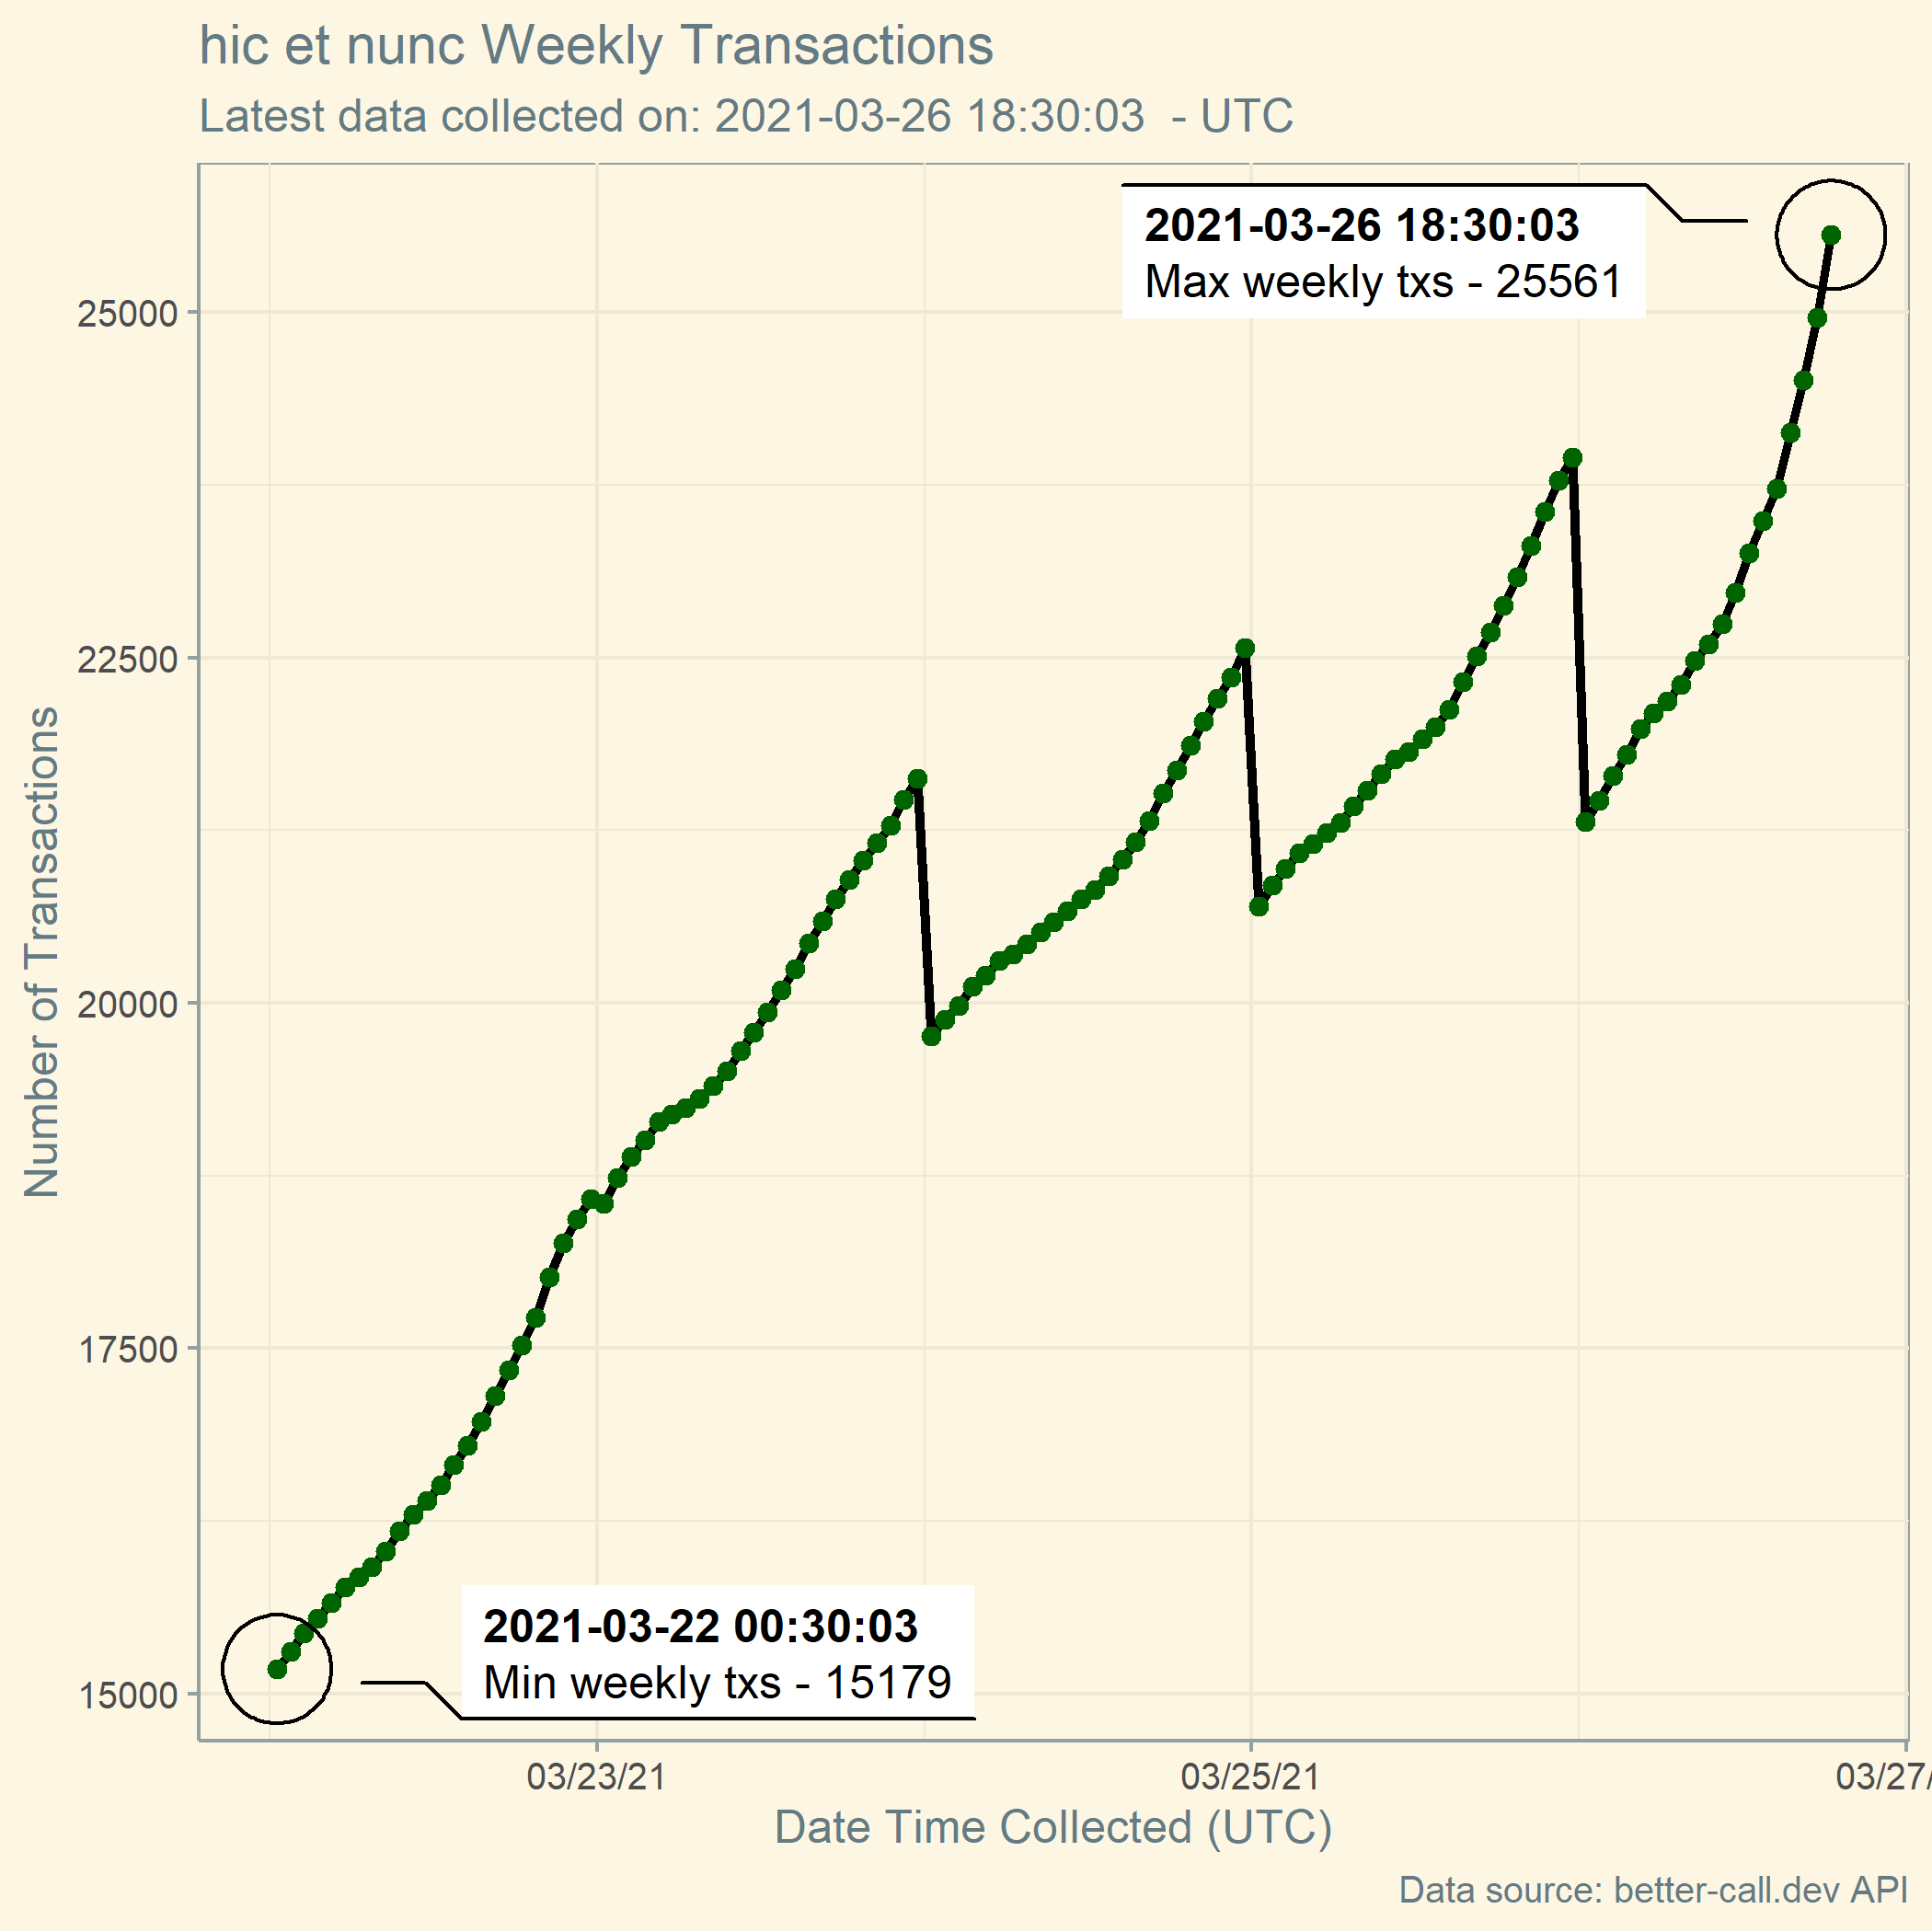 hic et nunc Weekly Transactions
Latest data collected on: 2021-03-26 18:30:03  - UTC
2021-03-26 18:30:03
Max weekly txs - 25561
25000
22500
20000
17500
15000
Number of Transactions
2021-03-22 00:30:03
Min weekly txs - 15179
03/23/21
03/25/21
03/27/
Date Time Collected (UTC)
Data source: better-call.dev API